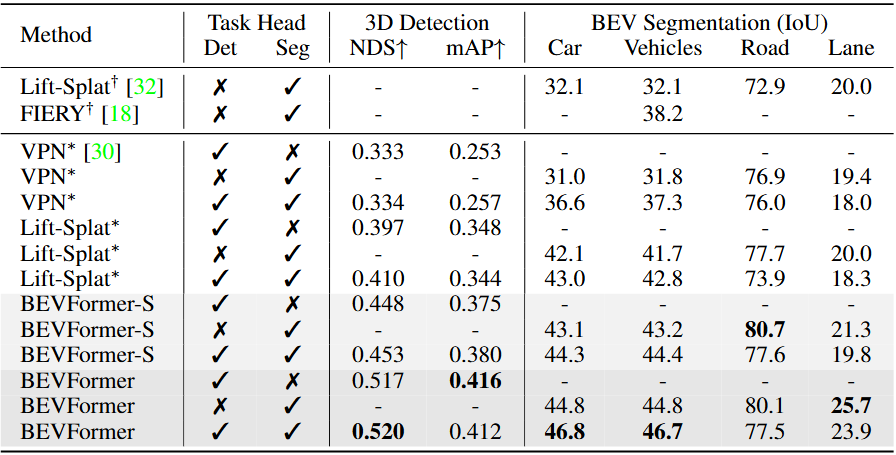 Method Task Head 3D Detection BEV Segmentation (IoU)
Det Seg NDS↑ mAP↑ Car Vehicles Road Lane
Lift-Splat† [32] ✗ ✓ - - 32.1 32.1 72.9 20.0
FIERY† [18] ✗ ✓ - - - 38.2 - -
VPN* [30] ✓ ✗ 0.333 0.253 - - - -
VPN* ✗ ✓ - - 31.0 31.8 76.9 19.4
VPN* ✓ ✓ 0.334 0.257 36.6 37.3 76.0 18.0
Lift-Splat* ✓ ✗ 0.397 0.348 - - - -
Lift-Splat* ✗ ✓ - - 42.1 41.7 77.7 20.0
Lift-Splat* ✓ ✓ 0.410 0.344 43.0 42.8 73.9 18.3
BEVFormer-S ✓ ✗ 0.448 0.375 - - - -
BEVFormer-S ✗ ✓ - - 43.1 43.2 80.7 21.3
BEVFormer-S ✓ ✓ 0.453 0.380 44.3 44.4 77.6 19.8
BEVFormer ✓ ✗ 0.517 0.416 - - - -
BEVFormer ✗ ✓ - - 44.8 44.8 80.1 25.7
BEVFormer ✓ ✓ 0.520 0.412 46.8 46.7 77.5 23.9